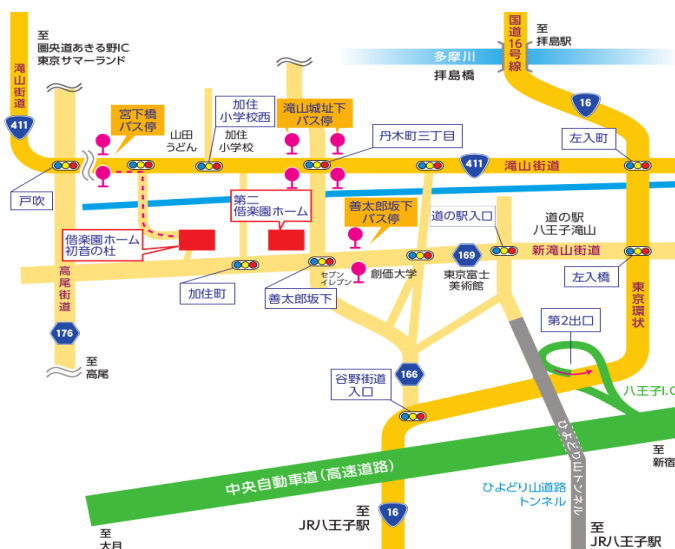 至
圏央道あきる野IC
東京サマーランド
国道16号線
至
拝島駅
多摩川
拝島橋
滝山街道
411
16
宮下橋
バス停
山田
うどん
加住
小学校西
加住
小学校
滝山城址下
バス停
丹木町三丁目
左入町
411
滝山街道
戸吹
第二
偕楽園ホーム
善太郎坂下
バス停
道の駅入口
道の駅
八王子滝山
偕楽園ホーム
初音の杜
新滝山街道
169
高尾街道
加住町
善太郎坂下
セブン
イレブン
創価大学
東京富士
美術館
左入橋
東京環状
176
至
高尾
第2出口
166
谷野街道
入口
八王子I.C
中央自動車道(高速道路)
至
新宿
ひよどり山道路
トンネル
ひよどり山トンネル
16
至
JR八王子駅
至
JR八王子駅
至
大月